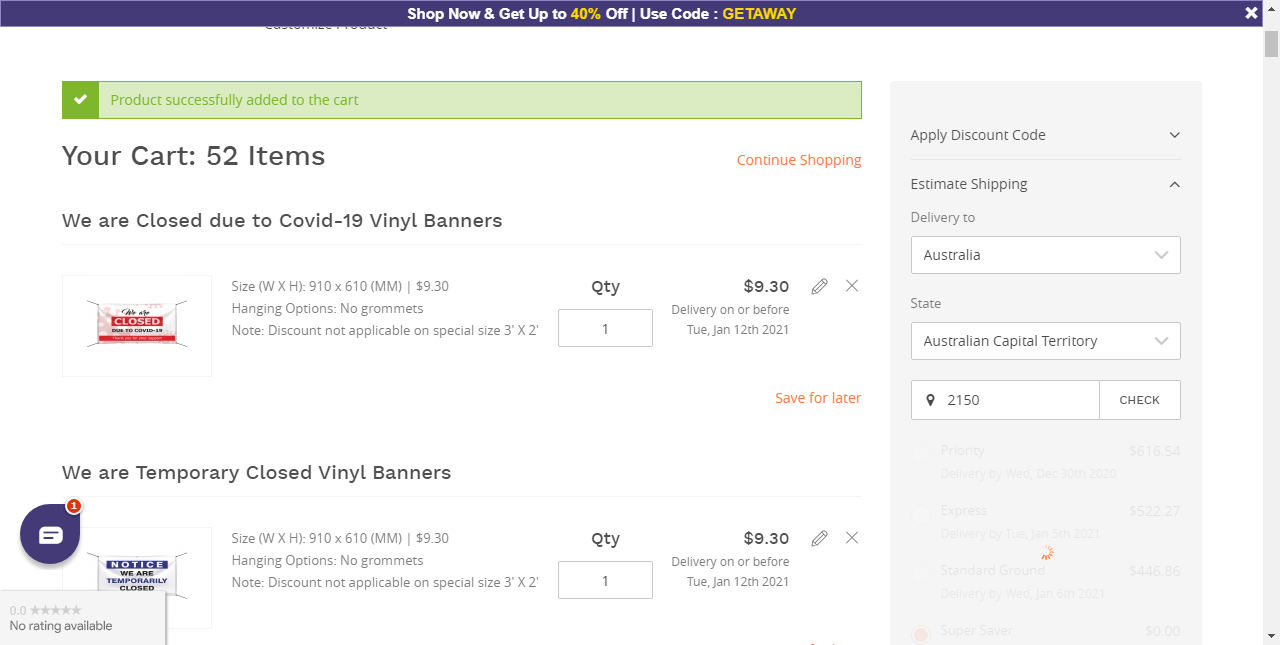 Shop Now & Get Up to 40% Off | Use Code : GETAWAY
Customize Product
Product successfully added to the cart
Your Cart: 52 Items
Continue Shopping
We are Closed due to Covid-19 Vinyl Banners
We are
CLOSED
DUE TO COVID-19
Thank you for your support
Size (W X H): 910 x 610 (MM) | $9.30
Hanging Options: No grommets
Note: Discount not applicable on special size 3' X 2'
Qty
1
$9.30
Delivery on or before
Tue, Jan 12th 2021
Save for later
We are Temporary Closed Vinyl Banners
NOTICE
WE ARE
TEMPORARILY
CLOSED
Size (W X H): 910 x 610 (MM) | $9.30
Hanging Options: No grommets
Note: Discount not applicable on special size 3' X 2'
Qty
1
$9.30
Delivery on or before
Tue, Jan 12th 2021
1
0.0
No rating available
Apply Discount Code
Estimate Shipping
Delivery to
Australia
State
Australian Capital Territory
2150
CHECK
Priority $616.54
Delivery by Wed, Dec 30th 2020
Express $522.27
Delivery by Tue, Jan 5th 2021
Standard Ground $446.86
Delivery by Wed, Jan 6th 2021
Super Saver $0.00